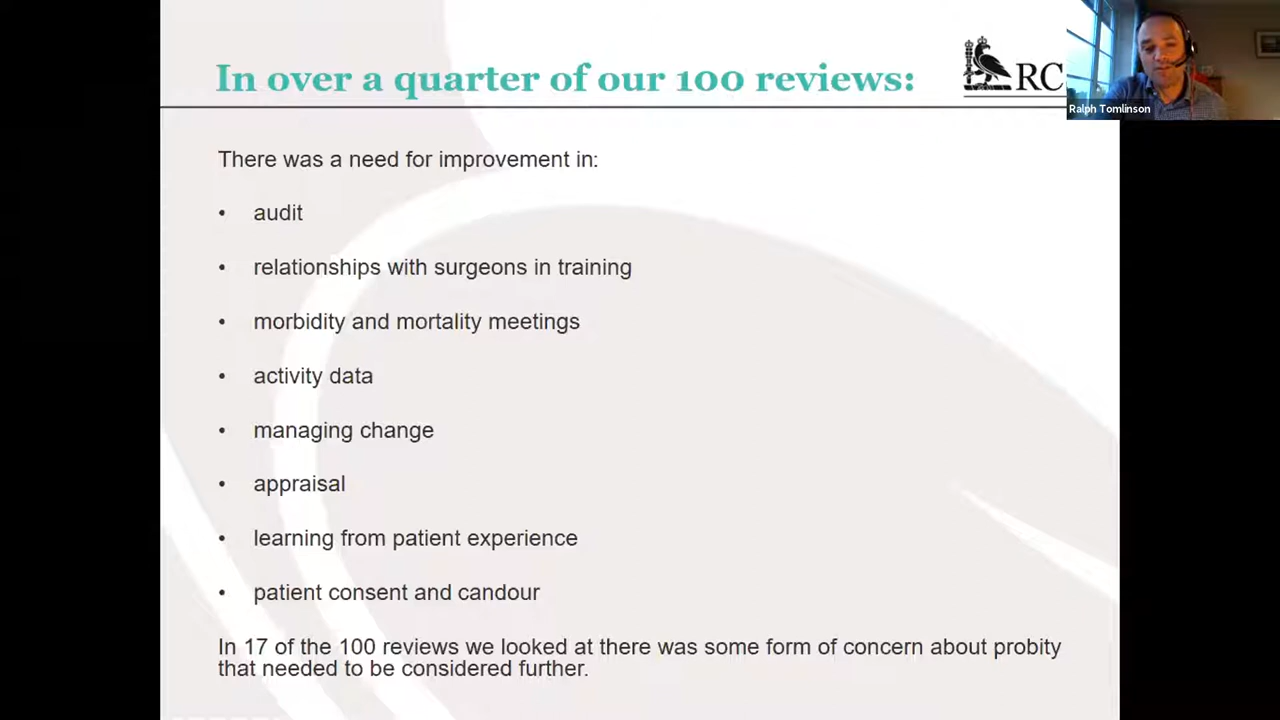 In over a quarter of our 100 reviews:
RC
Ralph Tomlinson
There was a need for improvement in:
• audit
• relationships with surgeons in training
• morbidity and mortality meetings
• activity data
• managing change
• appraisal
• learning from patient experience
• patient consent and candour
In 17 of the 100 reviews we looked at there was some form of concern about probity
that needed to be considered further.